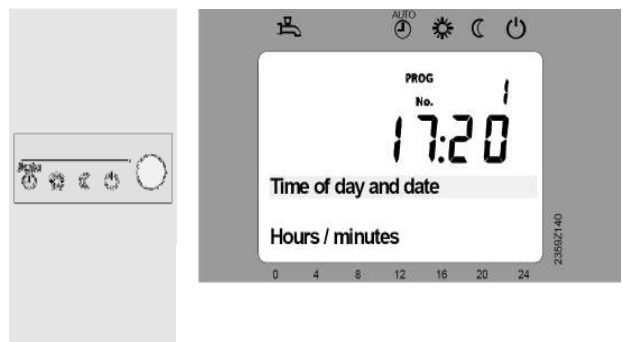 AUTO
PROG
No.
1
17:20
Time of day and date
Hours / minutes
0 4 8 12 16 20 24
2359Z140